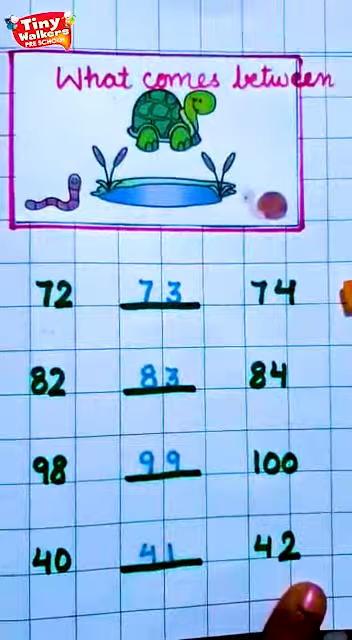 Tiny
Walkers
PRE SCHOOL
What comes between
72 73 74
82 83 84
98 99 100
40 41 42